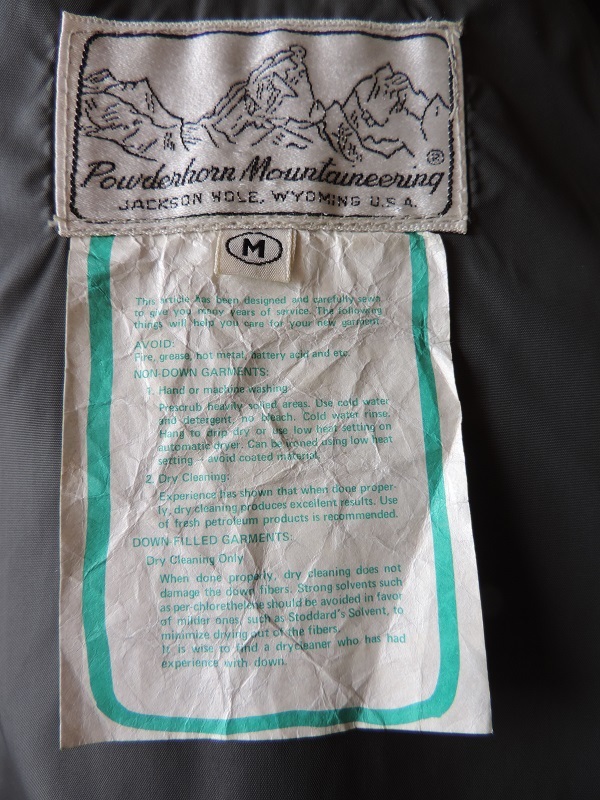 Powderhorn Mountaineering ®
JACKSON HOLE, WYOMING U.S.A.
M
This article has been designed and carefully sewn
to give you many years of service. The following
things will help you care for your new garment
AVOID:
Fire, grease, hot metal, battery acid and etc.
NON-DOWN GARMENTS:
1. Hand or machine washing:
Prescrub heavily soiled areas. Use cold water
and detergent, no bleach. Cold water rinse.
Hang to drip dry or use low heat setting on
automatic dryer. Can be ironed using low heat
setting – avoid coated material.
2. Dry Cleaning:
Experience has shown that when done proper-
ly, dry cleaning produces excellent results. Use
of fresh petroleum products is recommended.
DOWN-FILLED GARMENTS:
Dry Cleaning Only
When done properly, dry cleaning does not
damage the down fibers. Strong solvents such
as per-chlorethelene should be avoided in favor
of milder ones, such as Stoddard's Solvent, to
minimize drying out of the fibers.
It is wise to find a drycleaner who has had
experience with down.